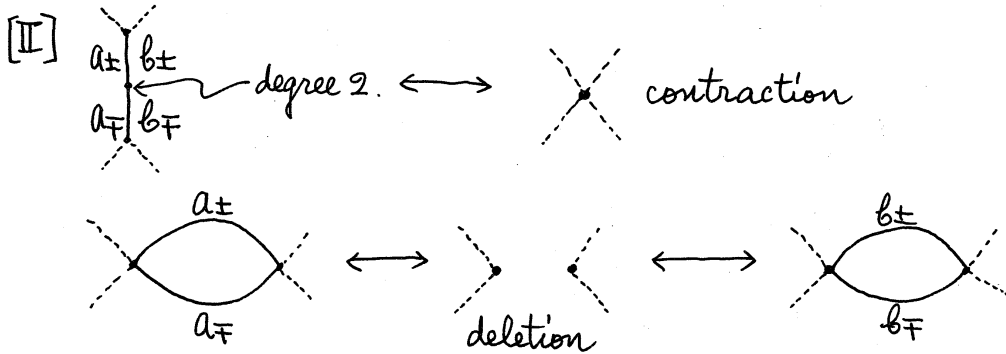 [II]
a± b±
degree 2.
contraction
a∓ b∓
a± b±
a∓ deletion b∓